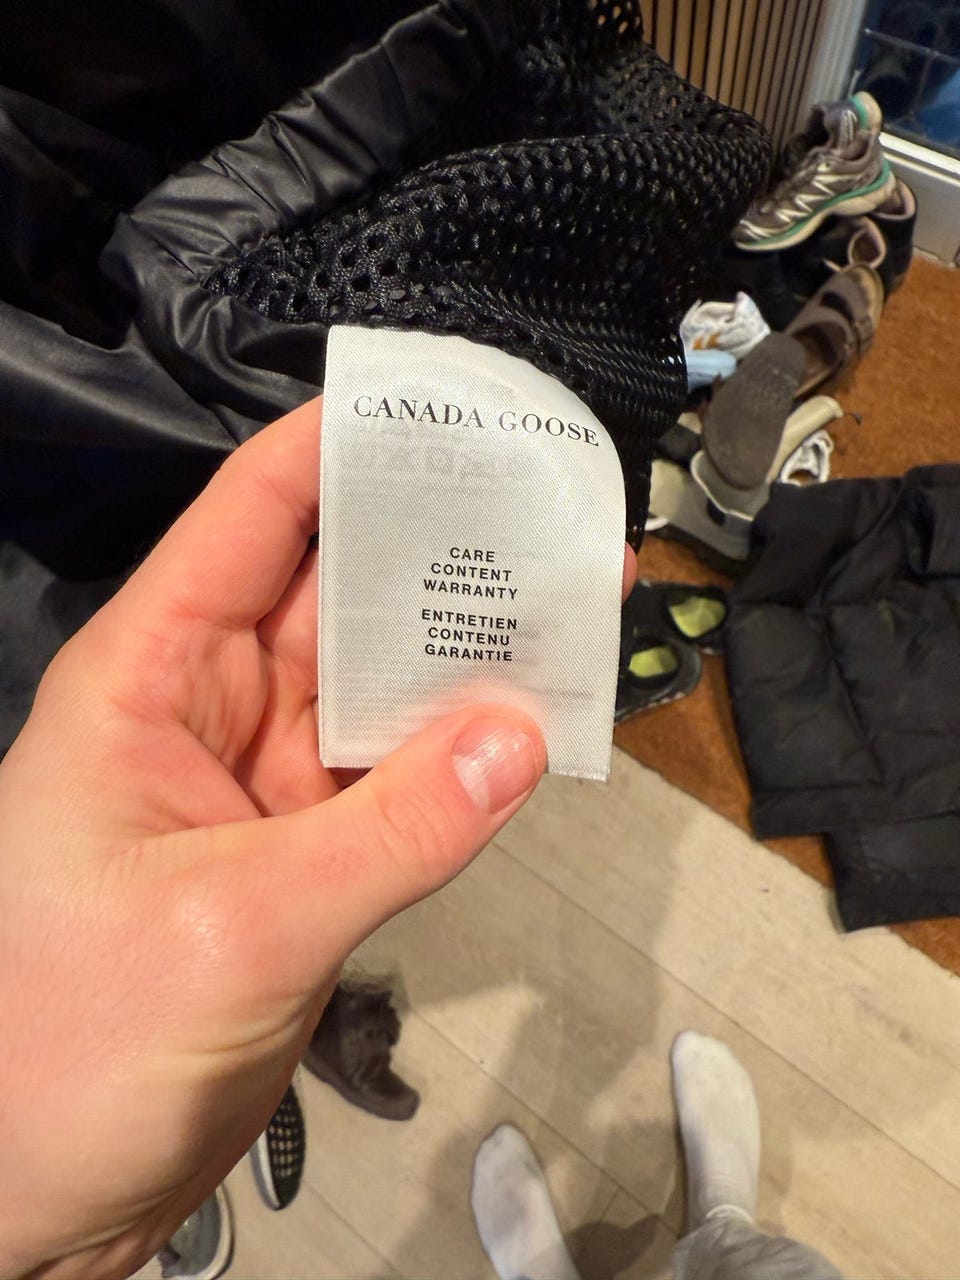 CANADA GOOSE
CARE
CONTENT
WARRANTY
ENTRETIEN
CONTENU
GARANTIE